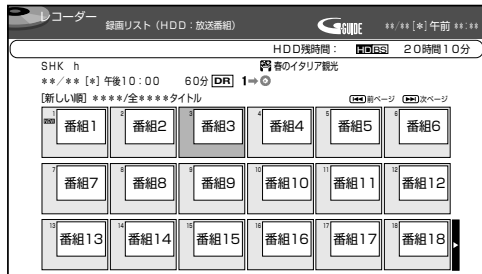 レコーダー
録画リスト（HDD：放送番組） G-GUIDE **/**[*]午前 **:**
HDD残時間： HD BS 20時間10分
SHK h 春のイタリア観光
**/** [*] 午後10：00 60分 DR 1➡
[新しい順] ****/全****タイトル ⏮前ページ ⏭次ページ
1 NEW 番組1 2 番組2 3 番組3 4 番組4 5 番組5 6 番組6
7 番組7 8 番組8 9 番組9 10 番組10 11 番組11 12 番組12
13 番組13 14 番組14 15 番組15 16 番組16 17 番組17 18 番組18